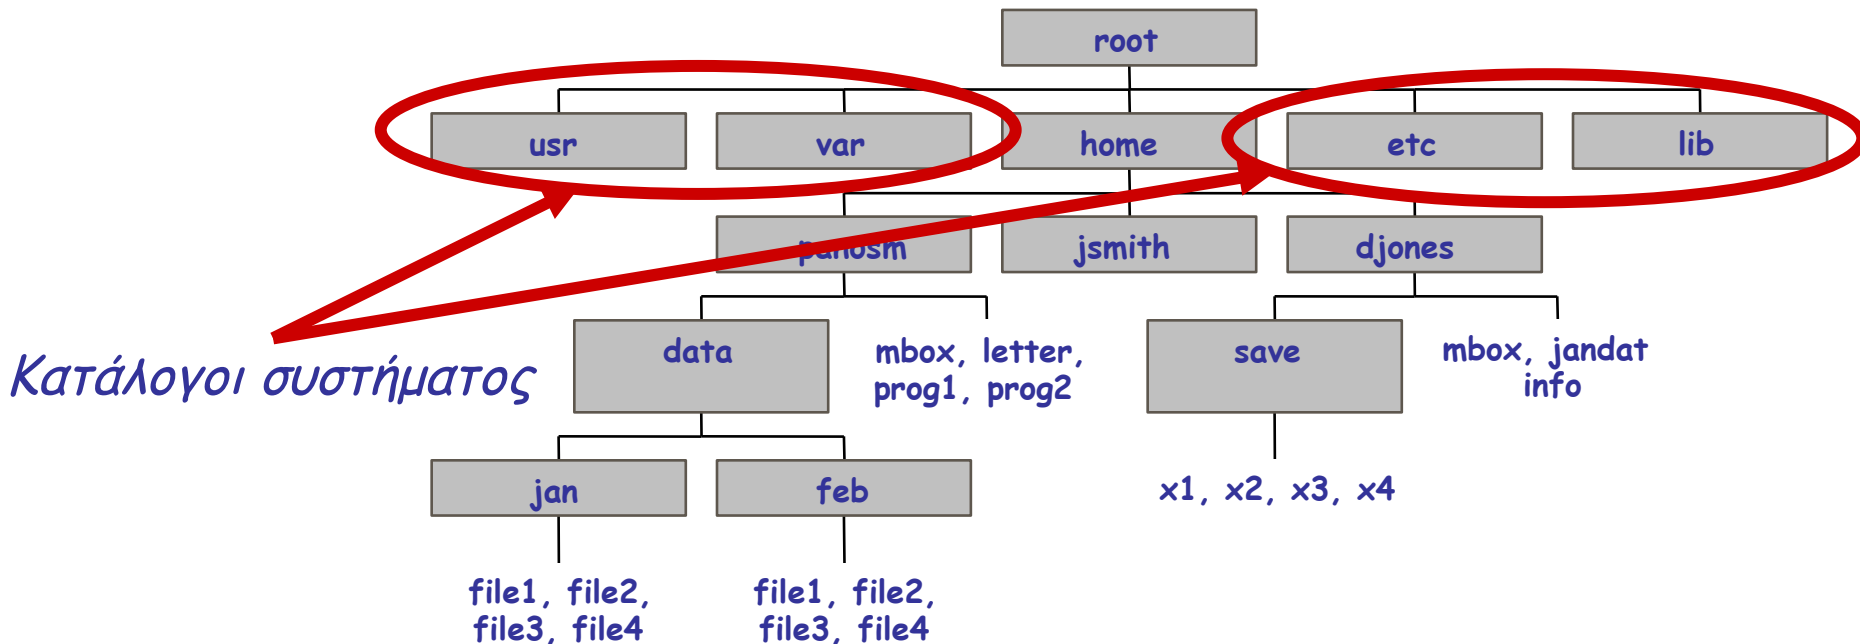 root
usr
var
home
etc
lib
panosm
jsmith
djones
data
mbox, letter,
prog1, prog2
save
mbox, jandat
info
Κατάλογοι συστήματος
jan
feb
x1, x2, x3, x4
file1, file2,
file3, file4
file1, file2,
file3, file4